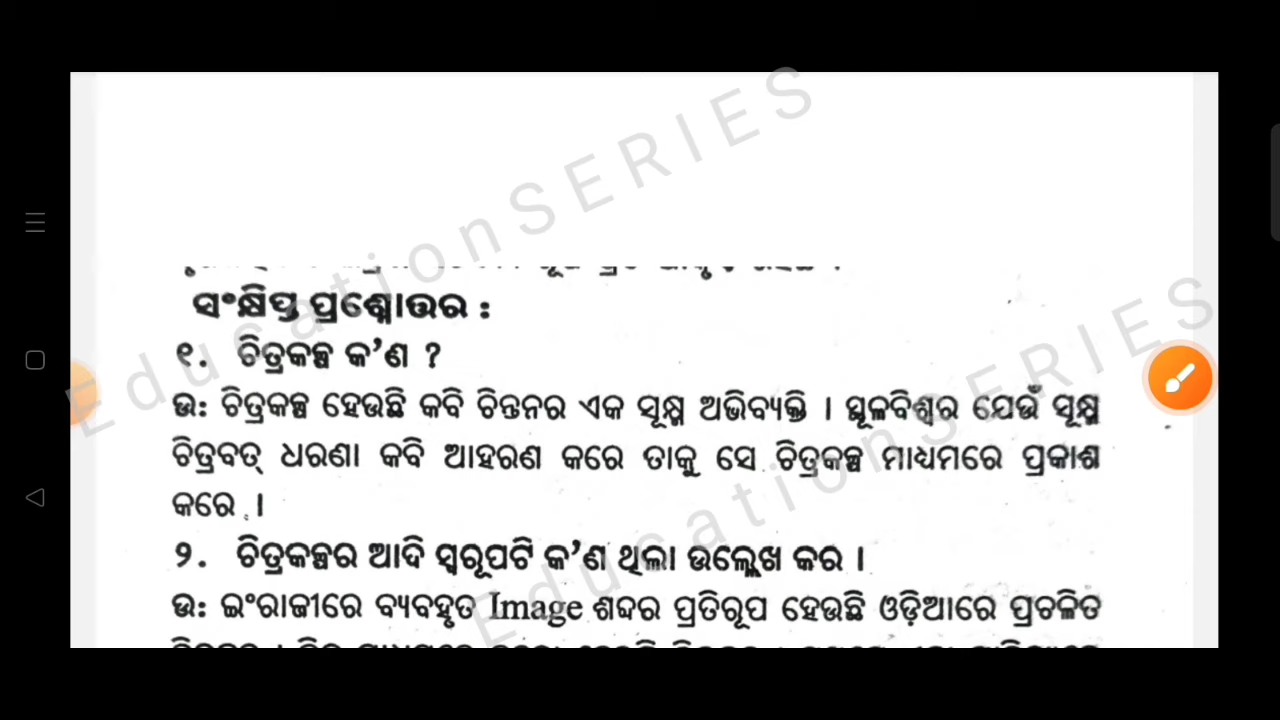 ସଂକ୍ଷିପ୍ତ ପ୍ରଶ୍ନୋତ୍ତର :
୧. ଚିତ୍ରକଳ୍ପ କ'ଣ ?
ଉ: ଚିତ୍ରକଳ୍ପ ହେଉଛି କବି ଚିନ୍ତନର ଏକ ସୂକ୍ଷ୍ମ ଅଭିବ୍ୟକ୍ତି । ସ୍ଥୂଳବିଶ୍ୱର ଯେଉଁ ସୂକ୍ଷ୍ମ
ଚିତ୍ରବତ୍ ଧରଣା କବି ଆହରଣ କରେ ତାକୁ ସେ ଚିତ୍ରକଳ୍ପ ମାଧ୍ୟମରେ ପ୍ରକାଶ
କରେ ।
୨. ଚିତ୍ରକଳ୍ପର ଆଦି ସ୍ୱରୂପଟି କ'ଣ ଥିଲା ଉଲ୍ଲେଖ କର ।
ଉ: ଇଂରାଜୀରେ ବ୍ୟବହୃତ Image ଶବ୍ଦର ପ୍ରତିରୂପ ହେଉଛି ଓଡ଼ିଆରେ ପ୍ରଚଳିତ
EducationSERIES
EducationSERIES